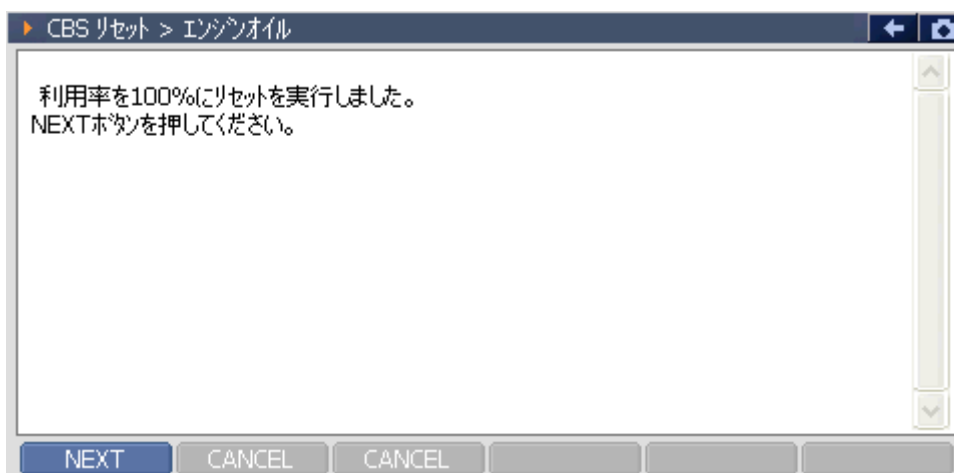 CBS リセット > エンジンオイル
利用率を100%にリセットを実行しました。
NEXTボタンを押してください。
NEXT CANCEL CANCEL